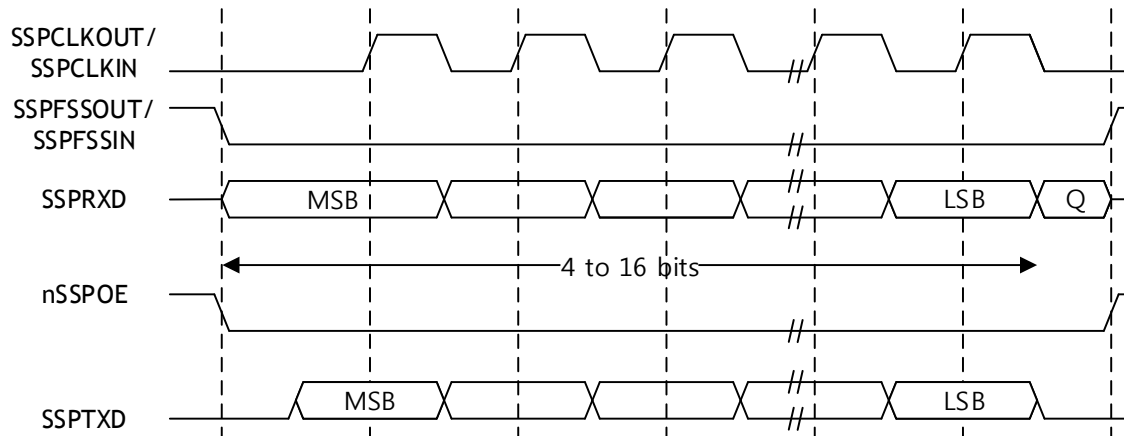 SSPCLKOUT/
SSPCLKIN
SSPFSSOUT/
SSPFSSIN
SSPRXD
MSB
LSB
Q
4 to 16 bits
nSSPOE
SSPTXD
MSB
LSB